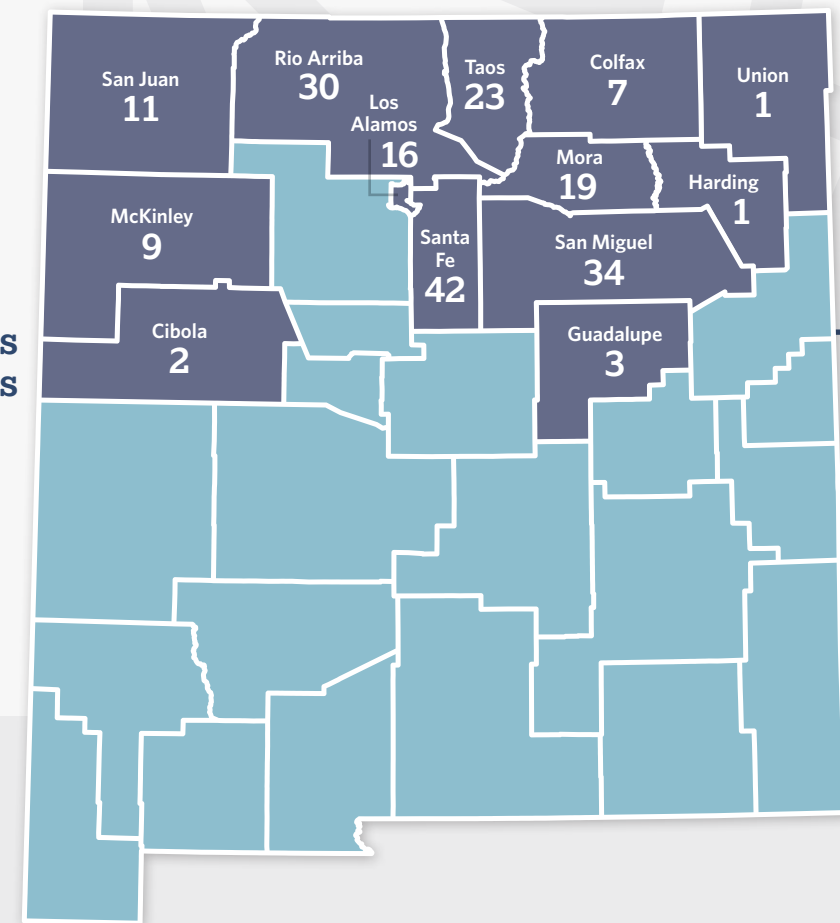 San Juan
11
Rio Arriba
30
Los
Alamos
16
Taos
23
Colfax
7
Union
1
Mora
19
Harding
1
McKinley
9
Santa
Fe
42
San Miguel
34
Cibola
2
Guadalupe
3
s
s